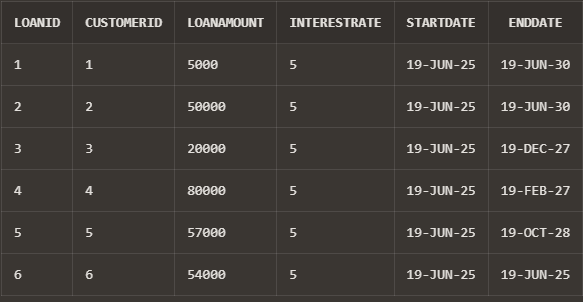 LOANID CUSTOMERID LOANAMOUNT INTERESTRATE STARTDATE ENDDATE
1 1 5000 5 19-JUN-25 19-JUN-30
2 2 50000 5 19-JUN-25 19-JUN-30
3 3 20000 5 19-JUN-25 19-DEC-27
4 4 80000 5 19-JUN-25 19-FEB-27
5 5 57000 5 19-JUN-25 19-OCT-28
6 6 54000 5 19-JUN-25 19-JUN-25